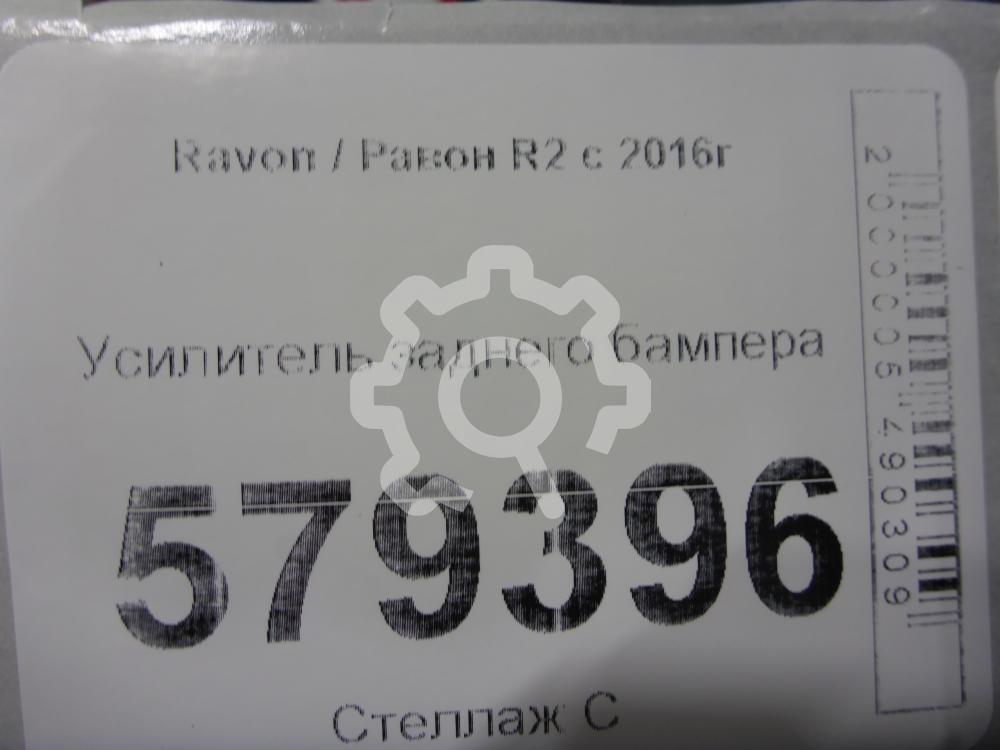 Ravon / Равон R2 с 2016г
Усилитель заднего бампера
579396
Стеллаж С
2000005490309